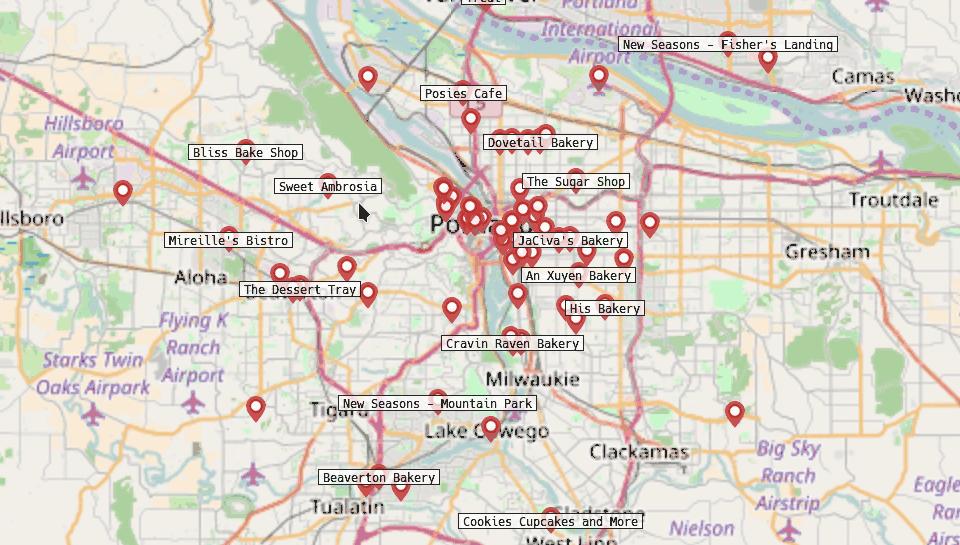 Portland
International
Airport
New Seasons - Fisher's Landing
Camas
Posies Cafe
Hillsboro
Airport
Dovetail Bakery
Bliss Bake Shop
Sweet Ambrosia
The Sugar Shop
Troutdale
llsboro
Mireille's Bistro
JaCiva's Bakery
Gresham
Aloha
An Xuyen Bakery
The Dessert Tray
His Bakery
Flying K
Ranch
Airport
Cravin Raven Bakery
Starks Twin
Oaks Airpark
Milwaukie
New Seasons - Mountain Park
Tigard
Lake Oswego
Clackamas
Big Sky
Ranch
Airstrip
Beaverton Bakery
Tualatin
Eagle
Cookies Cupcakes and More
Gladstone
Nielson
West Linn